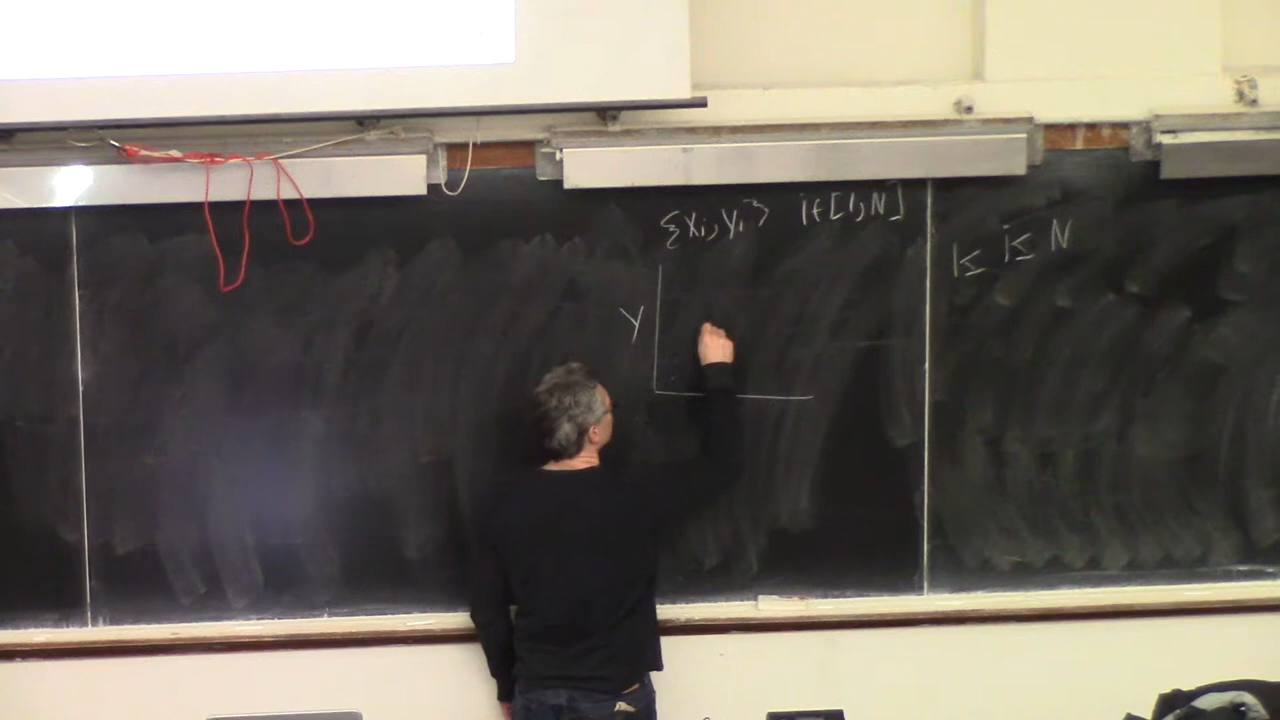 {xi, yi} i∈[1,N]
1≤ i≤ N
Y